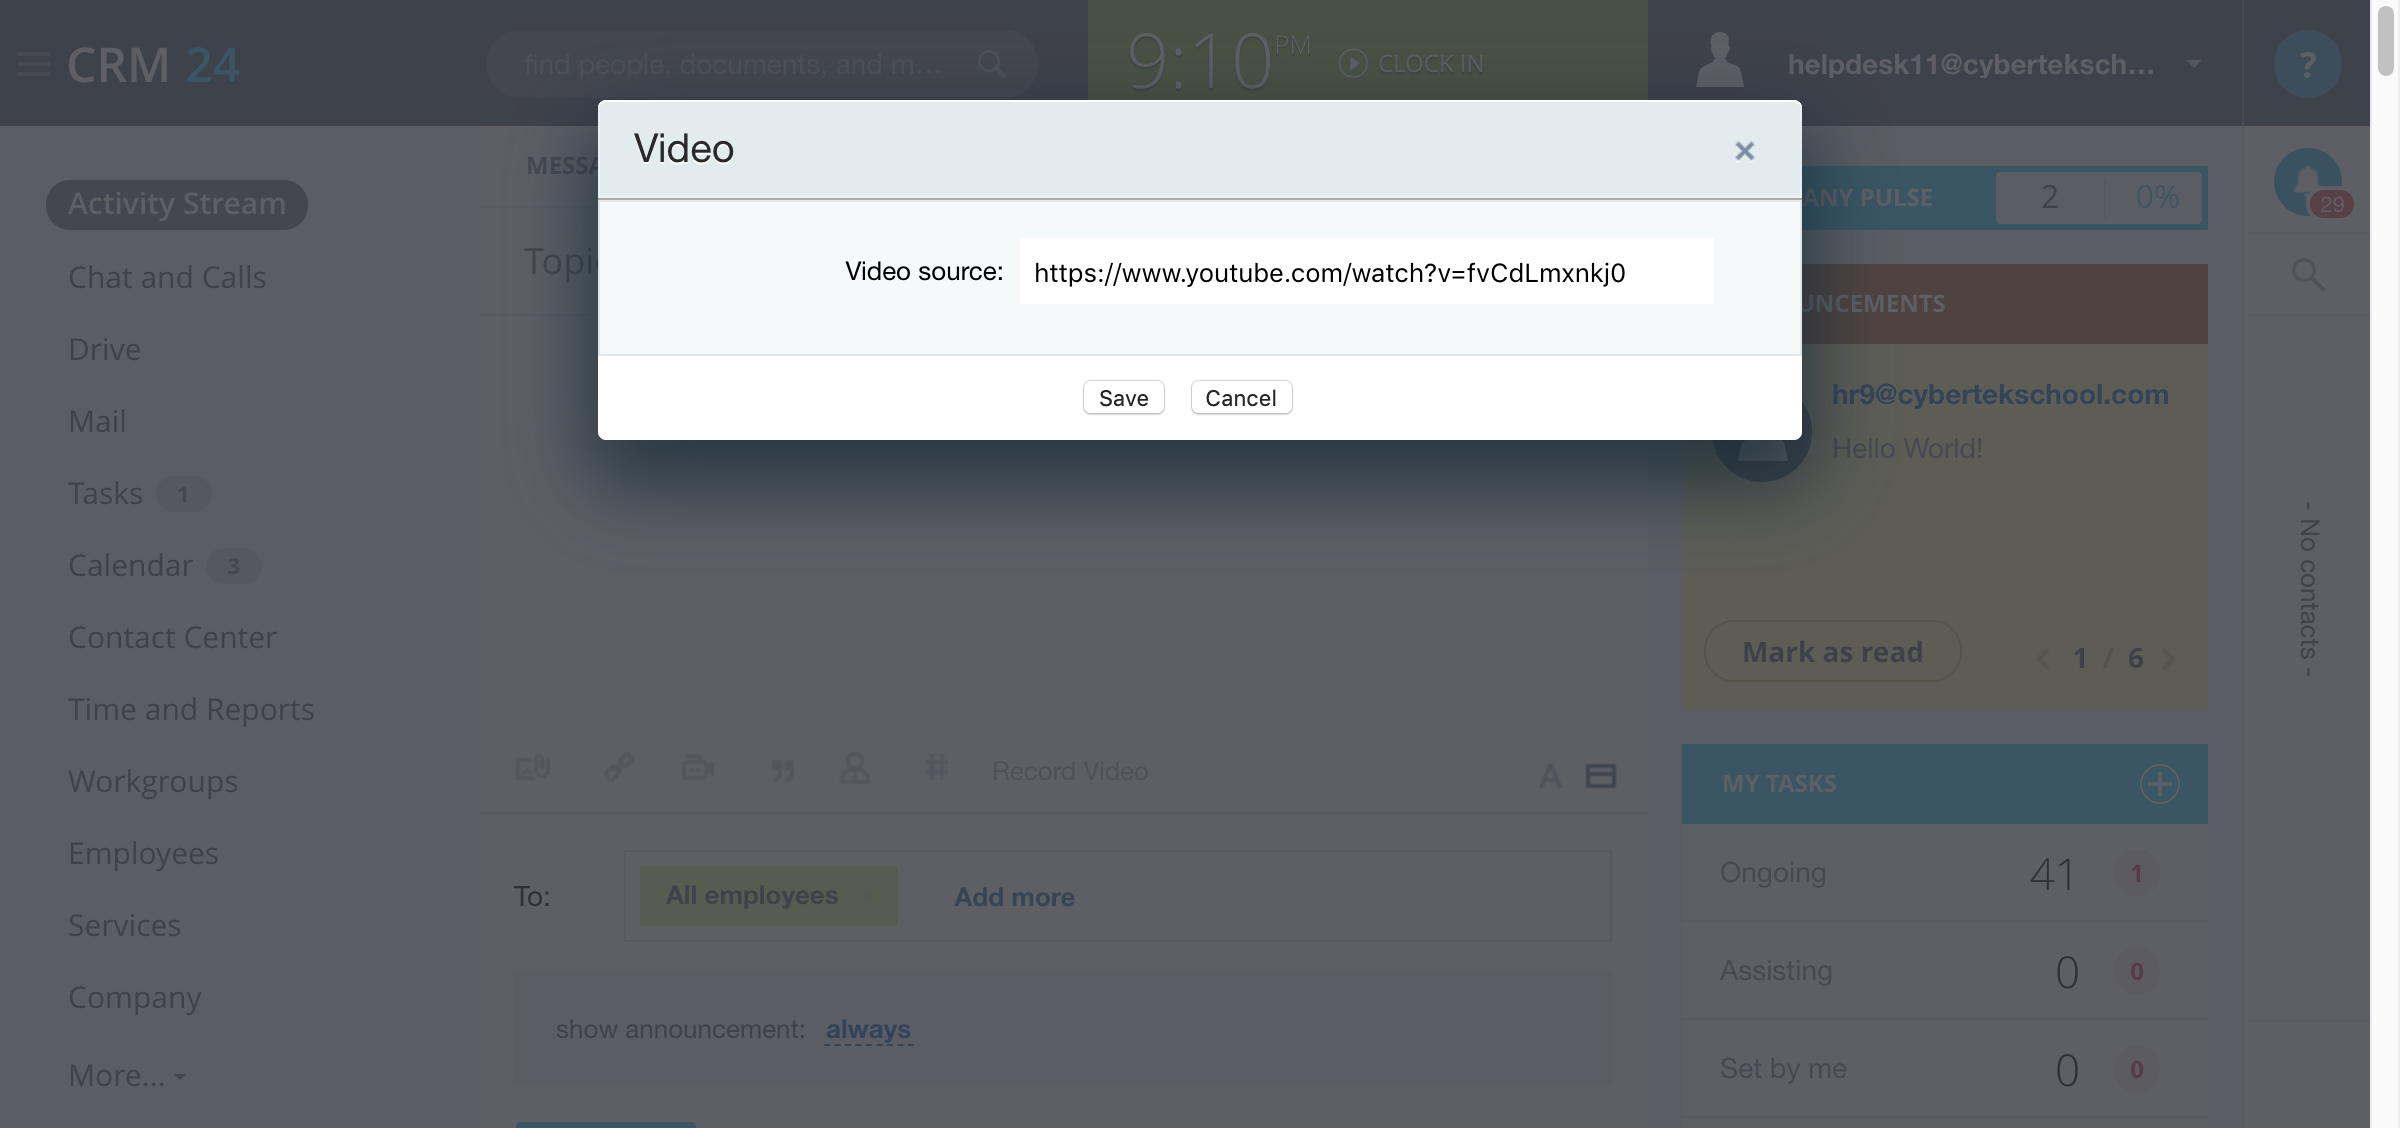 CRM 24
find people, documents, and m...
9:10 PM
CLOCK IN
helpdesk11@cyberteksch...
?
Video
×
Video source:
https://www.youtube.com/watch?v=fvCdLmxnkj0
Save
Cancel
Activity Stream
Chat and Calls
Drive
Mail
Tasks 1
Calendar 3
Contact Center
Time and Reports
Workgroups
Employees
Services
Company
More...
MESSA
Topi
Record Video
A
To:
All employees
Add more
show announcement: always
ANY PULSE
2
0%
29
UNCEMENTS
hr9@cybertekschool.com
Hello World!
Mark as read
1 / 6
MY TASKS
Ongoing 41 1
Assisting 0 0
Set by me 0 0
- No contacts -